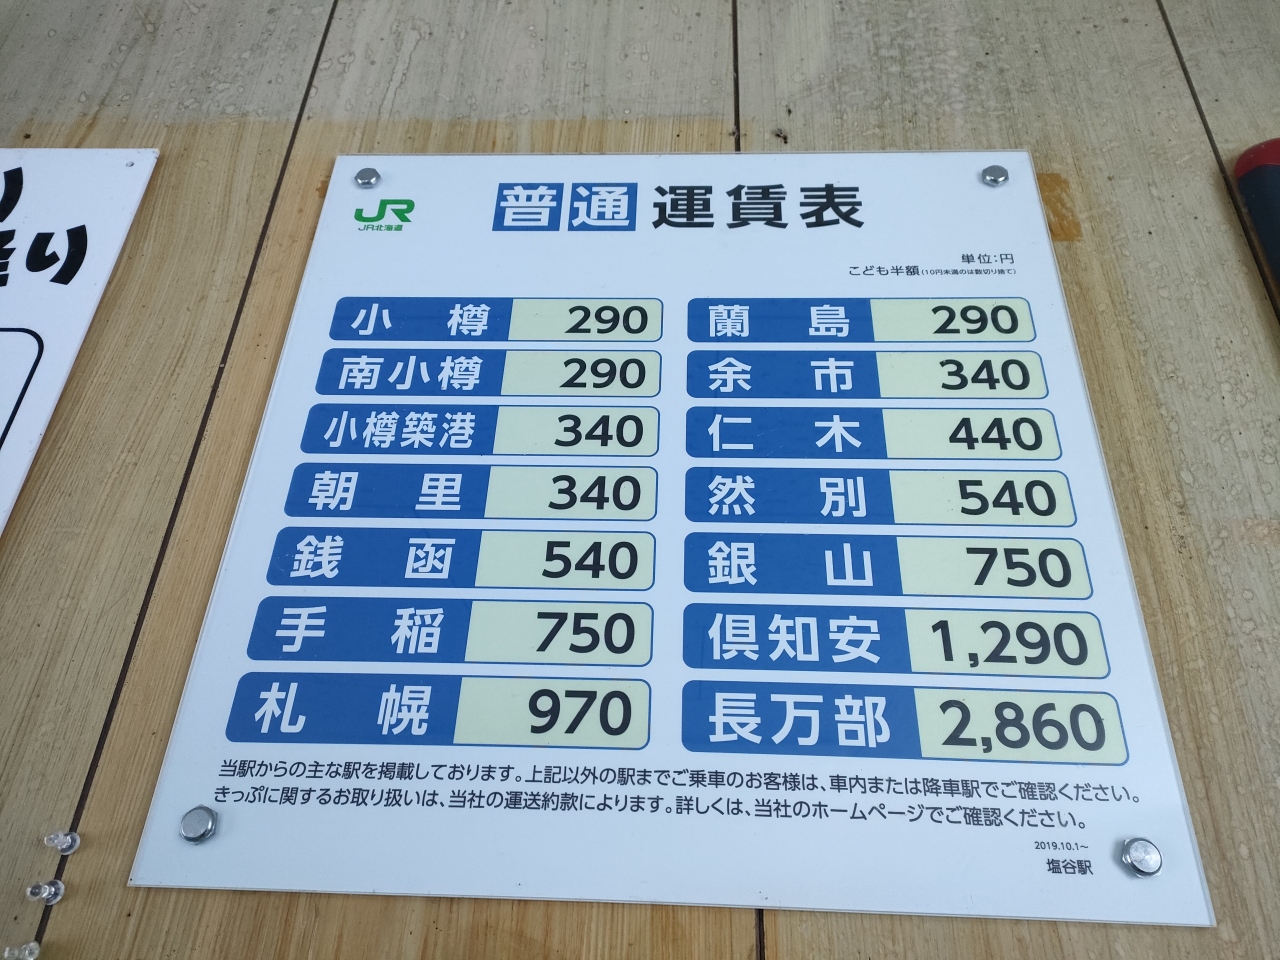 り
り
JR
JR北海道
普通運賃表
単位：円
こども半額（10円未満のは数切り捨て）
小樽 290
南小樽 290
小樽築港 340
朝里 340
銭函 540
手稲 750
札幌 970
蘭島 290
余市 340
仁木 440
然別 540
銀山 750
倶知安 1,290
長万部 2,860
当駅からの主な駅を掲載しております。上記以外の駅までご乗車のお客様は、車内または降車駅でご確認ください。
きっぷに関するお取り扱いは、当社の運送約款によります。詳しくは、当社のホームページでご確認ください。
2019.10.1～
塩谷駅